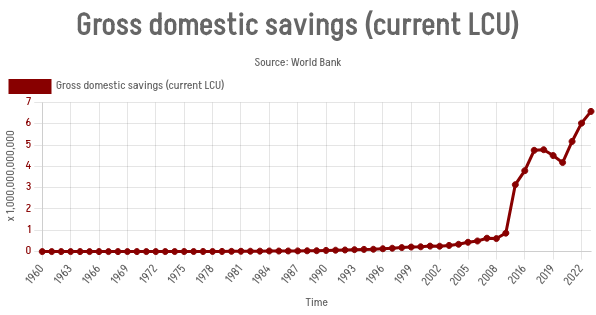 Gross domestic savings (current LCU)
Source: World Bank
Gross domestic savings (current LCU)
7
6
5
4
3
2
1
0
x 1,000,000,000,000
1960 1963 1966 1969 1972 1975 1978 1981 1984 1987 1990 1993 1996 1999 2002 2005 2008 2016 2019 2022
Time